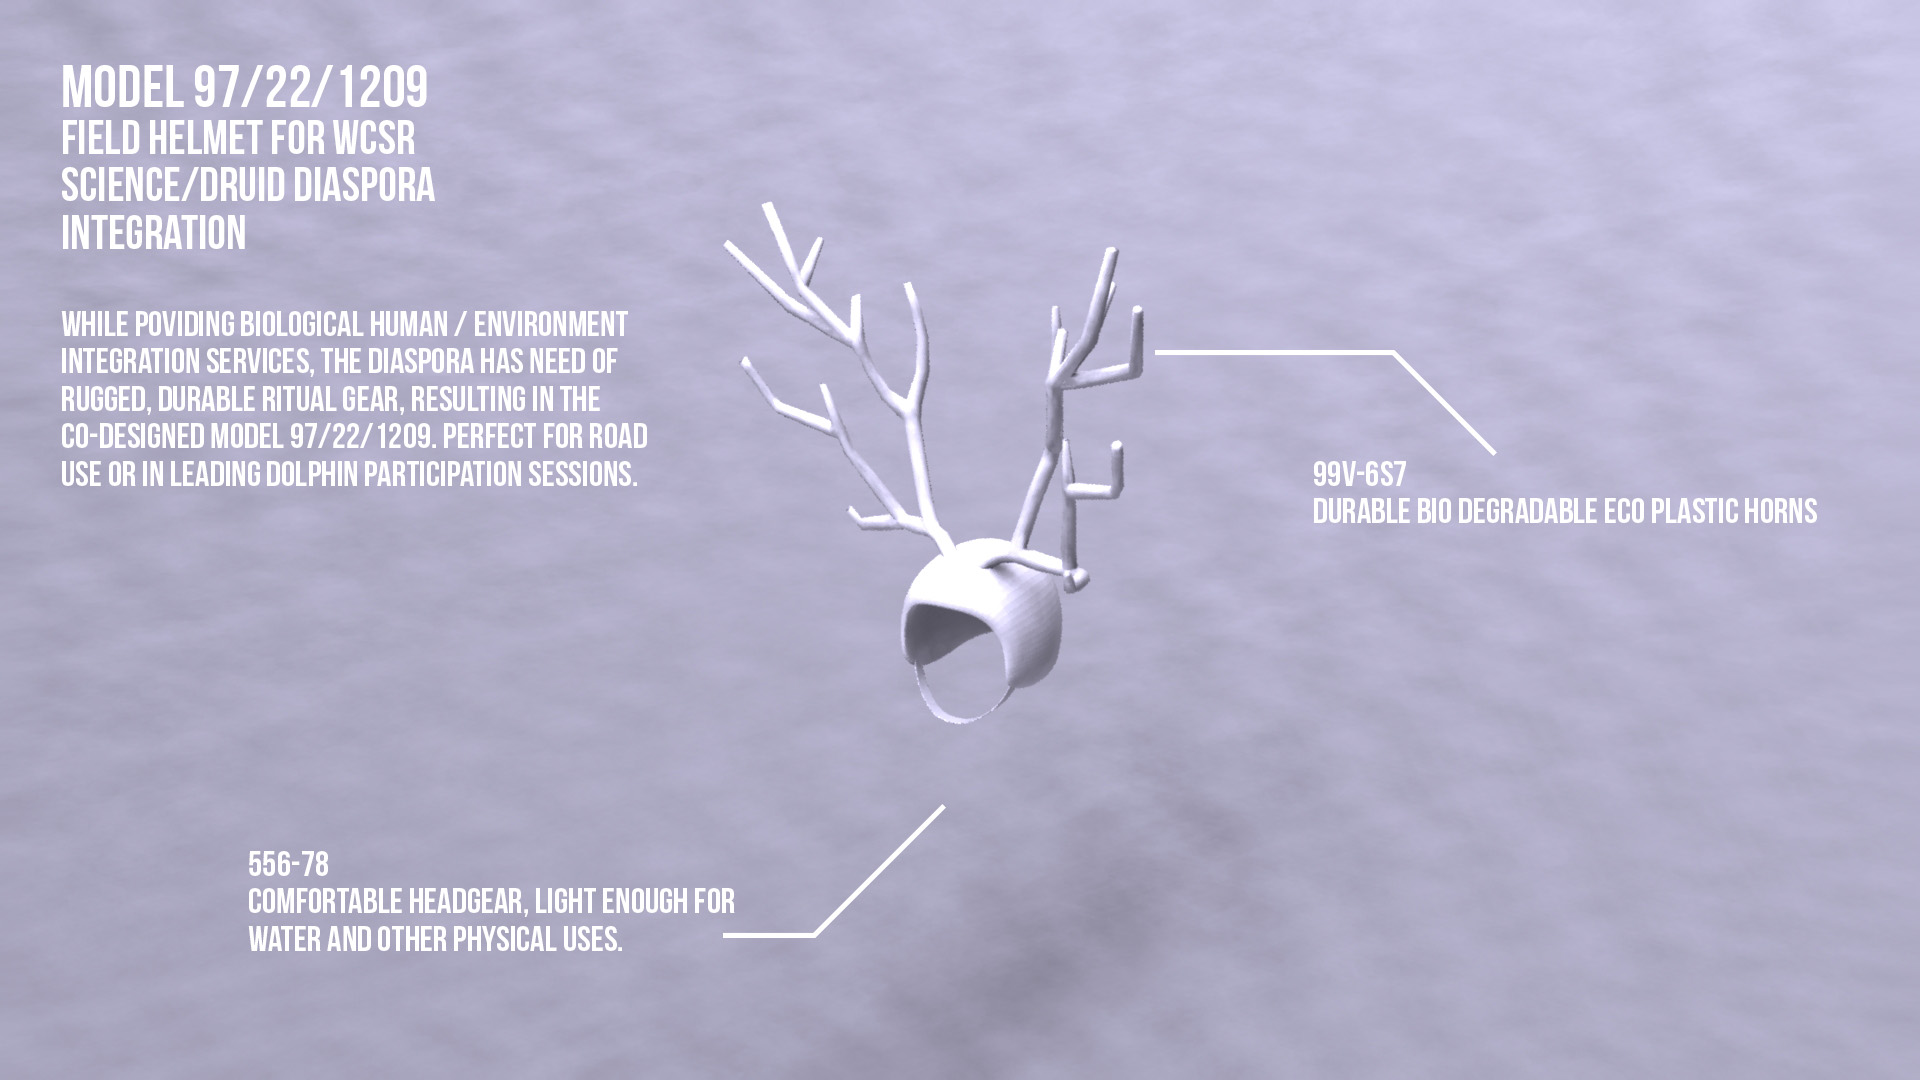 MODEL 97/22/1209
FIELD HELMET FOR WCSR
SCIENCE/DRUID DIASPORA
INTEGRATION
WHILE POVIDING BIOLOGICAL HUMAN / ENVIRONMENT
INTEGRATION SERVICES, THE DIASPORA HAS NEED OF
RUGGED, DURABLE RITUAL GEAR, RESULTING IN THE
CO-DESIGNED MODEL 97/22/1209. PERFECT FOR ROAD
USE OR IN LEADING DOLPHIN PARTICIPATION SESSIONS.
99V-6S7
DURABLE BIO DEGRADABLE ECO PLASTIC HORNS
556-78
COMFORTABLE HEADGEAR, LIGHT ENOUGH FOR
WATER AND OTHER PHYSICAL USES.